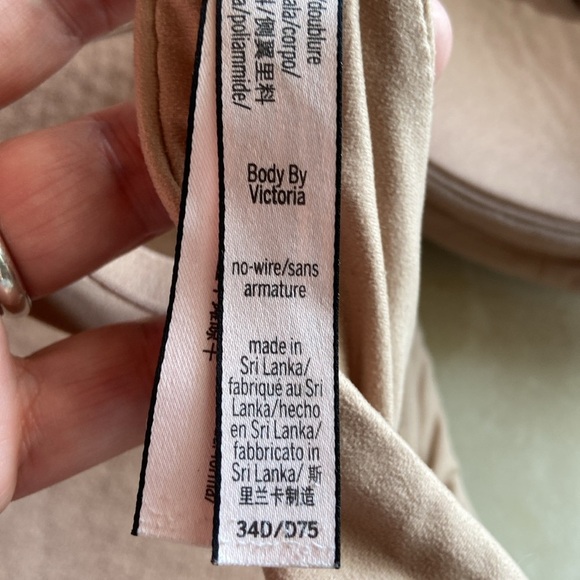 /doublure
ala/corpo/
/侧翼里料
a/poliammide/
Body By
Victoria
no-wire/sans
armature
made in
Sri Lanka/
fabriqué au Sri
Lanka/hecho
en Sri Lanka/
fabbricato in
Sri Lanka/ 斯
里兰卡制造
34D/D75